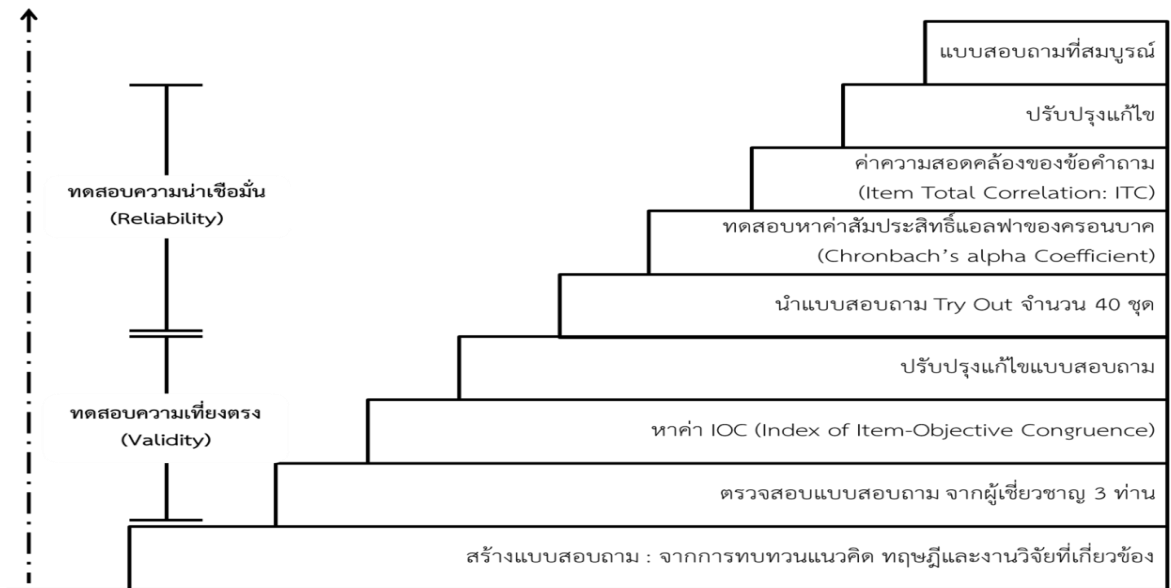 แบบสอบถามที่สมบูรณ์
ปรับปรุงแก้ไข
ค่าความสอดคล้องของข้อคำถาม
(Item Total Correlation: ITC)
ทดสอบหาค่าสัมประสิทธิ์แอลฟาของครอนบาค
(Chronbach's alpha Coefficient)
นำแบบสอบถาม Try Out จำนวน 40 ชุด
ปรับปรุงแก้ไขแบบสอบถาม
หาค่า IOC (Index of Item-Objective Congruence)
ตรวจสอบแบบสอบถาม จากผู้เชี่ยวชาญ 3 ท่าน
สร้างแบบสอบถาม : จากการทบทวนแนวคิด ทฤษฎีและงานวิจัยที่เกี่ยวข้อง
ทดสอบความน่าเชื่อมั่น
(Reliability)
ทดสอบความเที่ยงตรง
(Validity)